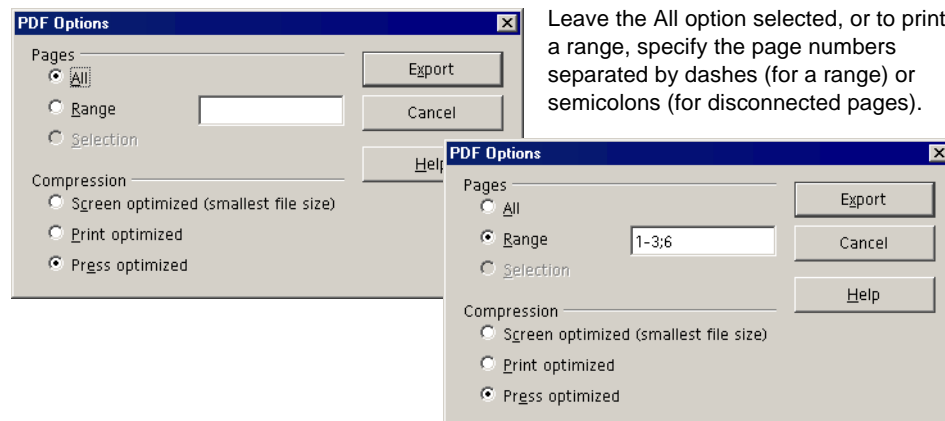 PDF Options
Pages
All
Range
Selection
Export
Cancel
Help
Compression
Screen optimized (smallest file size)
Print optimized
Press optimized
Leave the All option selected, or to print
a range, specify the page numbers
separated by dashes (for a range) or
semicolons (for disconnected pages).
PDF Options
Pages
All
Range 1-3;6
Selection
Export
Cancel
Help
Compression
Screen optimized (smallest file size)
Print optimized
Press optimized